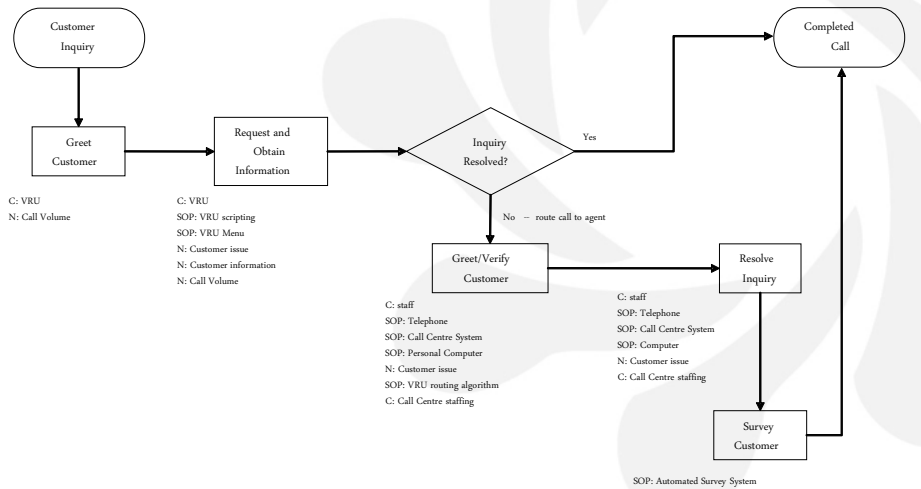 Customer
Inquiry
Completed
Call
Greet
Customer
Request and
Obtain
Information
Inquiry
Resolved?
Yes
C: VRU
N: Call Volume
C: VRU
SOP: VRU scripting
SOP: VRU Menu
N: Customer issue
N: Customer information
N: Call Volume
No – route call to agent
Greet/Verify
Customer
Resolve
Inquiry
C: staff
SOP: Telephone
SOP: Call Centre System
SOP: Personal Computer
N: Customer issue
SOP: VRU routing algorithm
C: Call Centre staffing
C: staff
SOP: Telephone
SOP: Call Centre System
SOP: Computer
N: Customer issue
C: Call Centre staffing
Survey
Customer
SOP: Automated Survey System